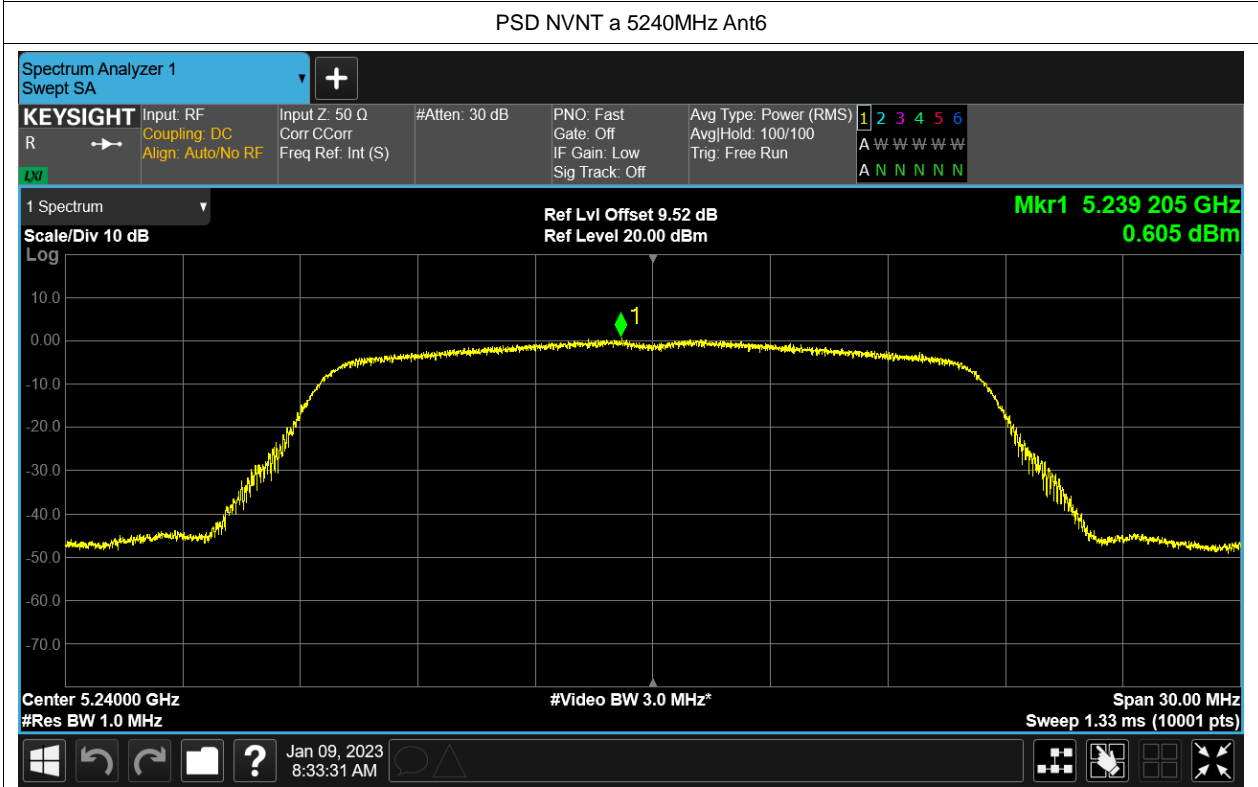 PSD NVNT a 5240MHz Ant6
Spectrum Analyzer 1
Swept SA
KEYSIGHT
R
LXI
Input: RF
Coupling: DC
Align: Auto/No RF
Input Z: 50 Ω
Corr CCorr
Freq Ref: Int (S)
#Atten: 30 dB
PNO: Fast
Gate: Off
IF Gain: Low
Sig Track: Off
Avg Type: Power (RMS)
Avg|Hold: 100/100
Trig: Free Run
1 2 3 4 5 6
A W W W W W
A N N N N N
1 Spectrum
Scale/Div 10 dB
Ref Lvl Offset 9.52 dB
Ref Level 20.00 dBm
Mkr1 5.239 205 GHz
0.605 dBm
Log
10.0
0.00
-10.0
-20.0
-30.0
-40.0
-50.0
-60.0
-70.0
1
Center 5.24000 GHz
#Res BW 1.0 MHz
#Video BW 3.0 MHz*
Span 30.00 MHz
Sweep 1.33 ms (10001 pts)
?
Jan 09, 2023
8:33:31 AM